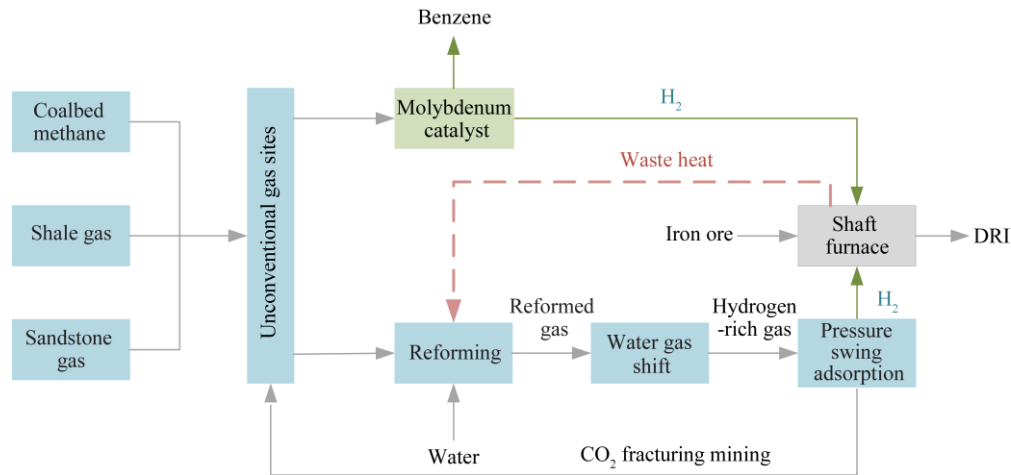 Benzene
Coalbed
methane
Molybdenum
catalyst
H₂
Unconventional gas sites
Waste heat
Shale gas
Iron ore
Shaft
furnace
DRI
Reformed
gas
Hydrogen
-rich gas
H₂
Sandstone
gas
Reforming
Water gas
shift
Pressure
swing
adsorption
Water
CO₂ fracturing mining